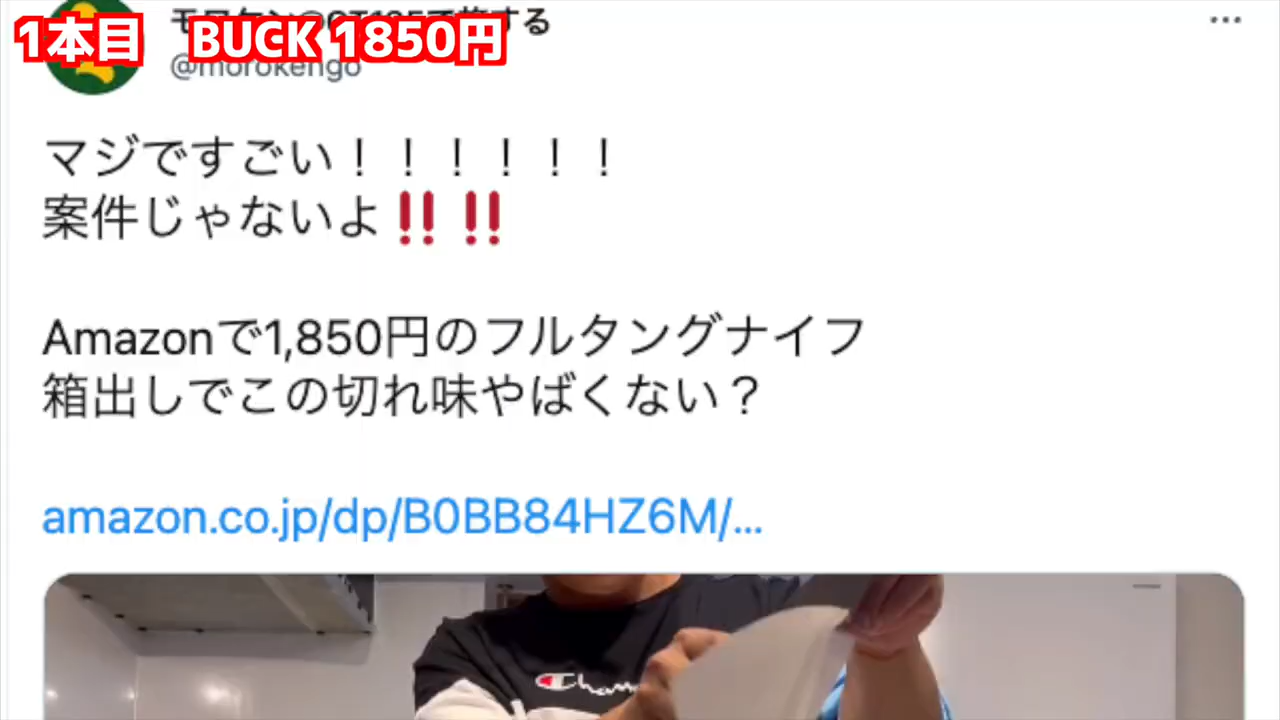 1本目 BUCK 1850円
@morokengo
マジですごい！！！！！！
案件じゃないよ‼️‼️
Amazonで1,850円のフルタングナイフ
箱出しでこの切れ味やばくない？
amazon.co.jp/dp/B0BB84HZ6M/...
Cham